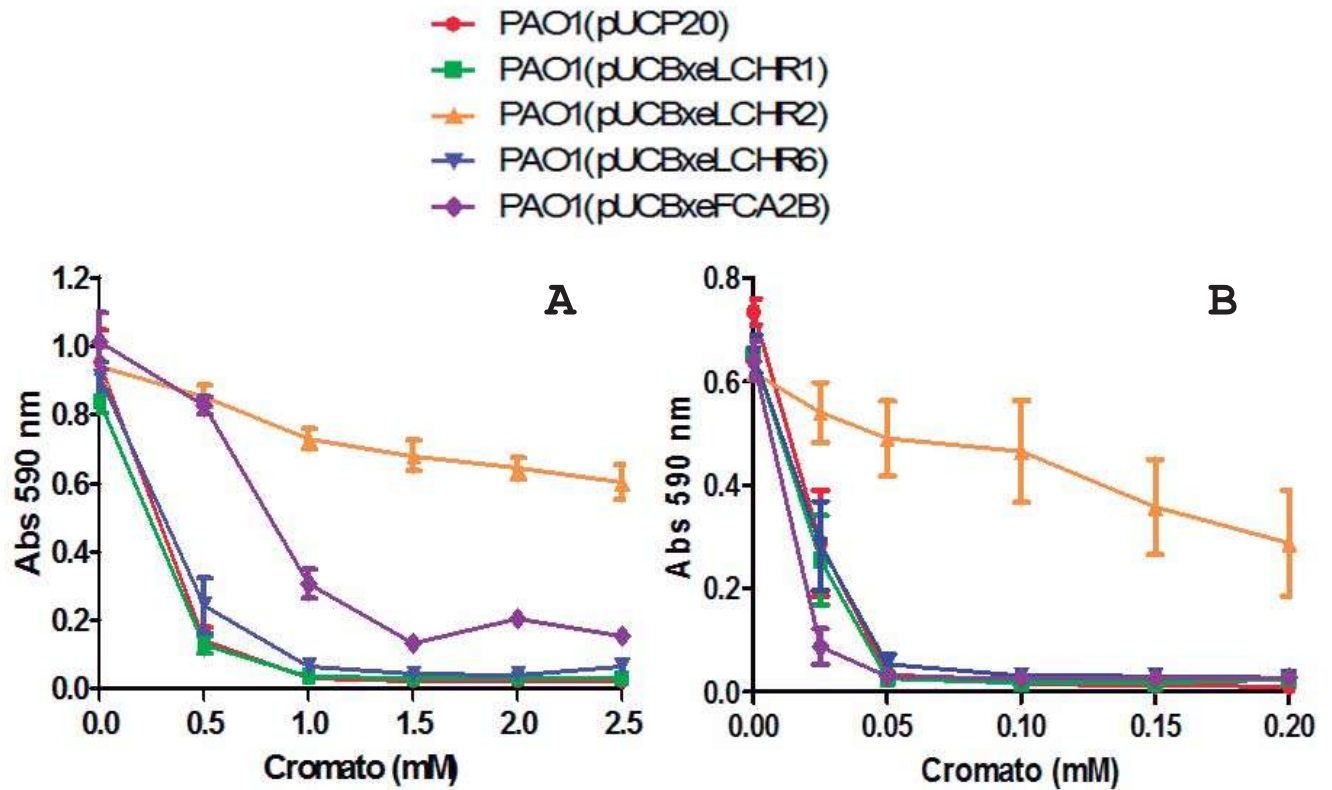 PAO1(pUCP20)
PAO1(pUCBxeLCHR1)
PAO1(pUCBxeLCHR2)
PAO1(pUCBxeLCHR6)
PAO1(pUCBxeFCA2B)
A
1.2
1.0
0.8
0.6
0.4
0.2
0.0
Abs 590 nm
0.0 0.5 1.0 1.5 2.0 2.5
Cromato (mM)
B
0.8
0.6
0.4
0.2
0.0
Abs 590 nm
0.00 0.05 0.10 0.15 0.20
Cromato (mM)